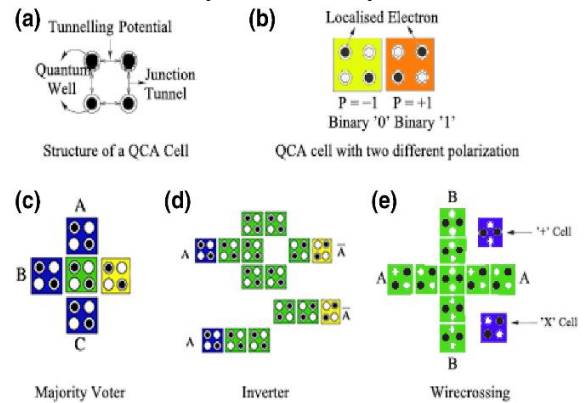 (a)
Tunnelling Potential
Quantum
Well
Junction
Tunnel
Structure of a QCA Cell
(b)
Localised Electron
P = −1 P = +1
Binary '0' Binary '1'
QCA cell with two different polarization
(c)
A
B
C
Majority Voter
(d)
A
A̅
A̅
A
Inverter
(e)
B
'+' Cell
A
A
'X' Cell
B
Wirecrossing